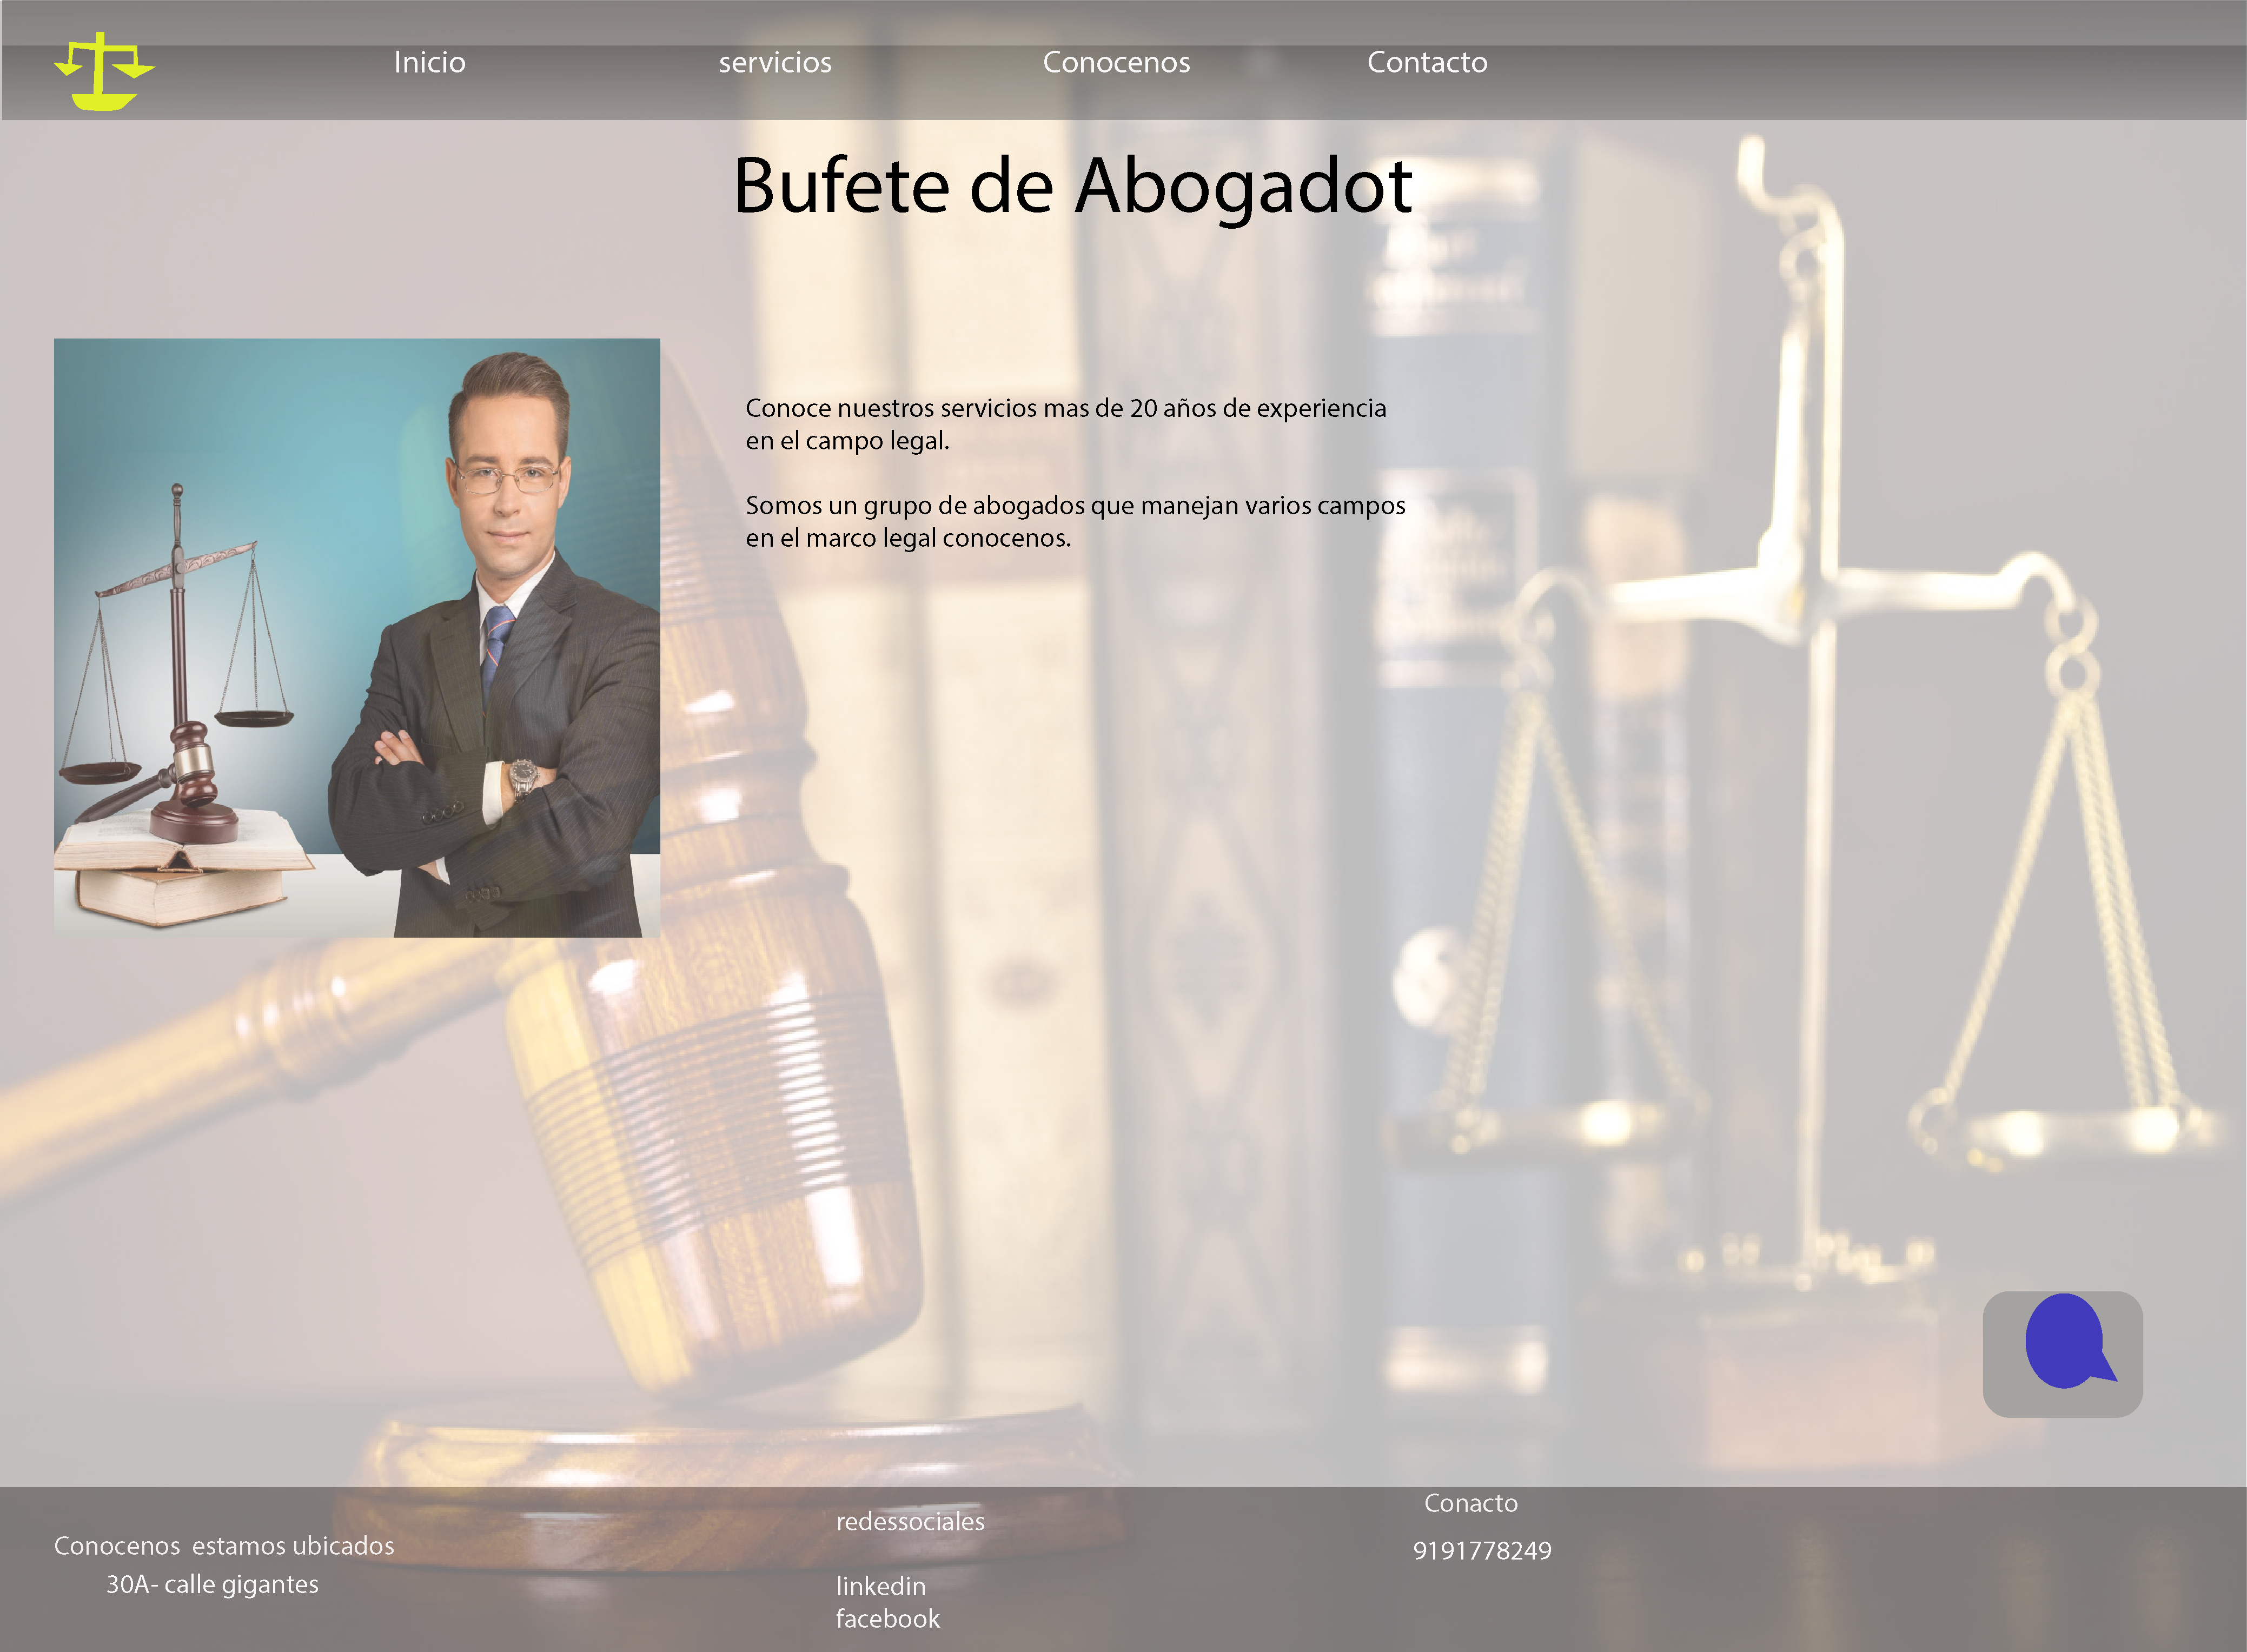 Inicio
servicios
Conocenos
Contacto
Bufete de Abogadot
Conoce nuestros servicios mas de 20 años de experiencia
en el campo legal.
Somos un grupo de abogados que manejan varios campos
en el marco legal conocenos.
Conocenos  estamos ubicados
30A- calle gigantes
redessociales
linkedin
facebook
Conacto
9191778249